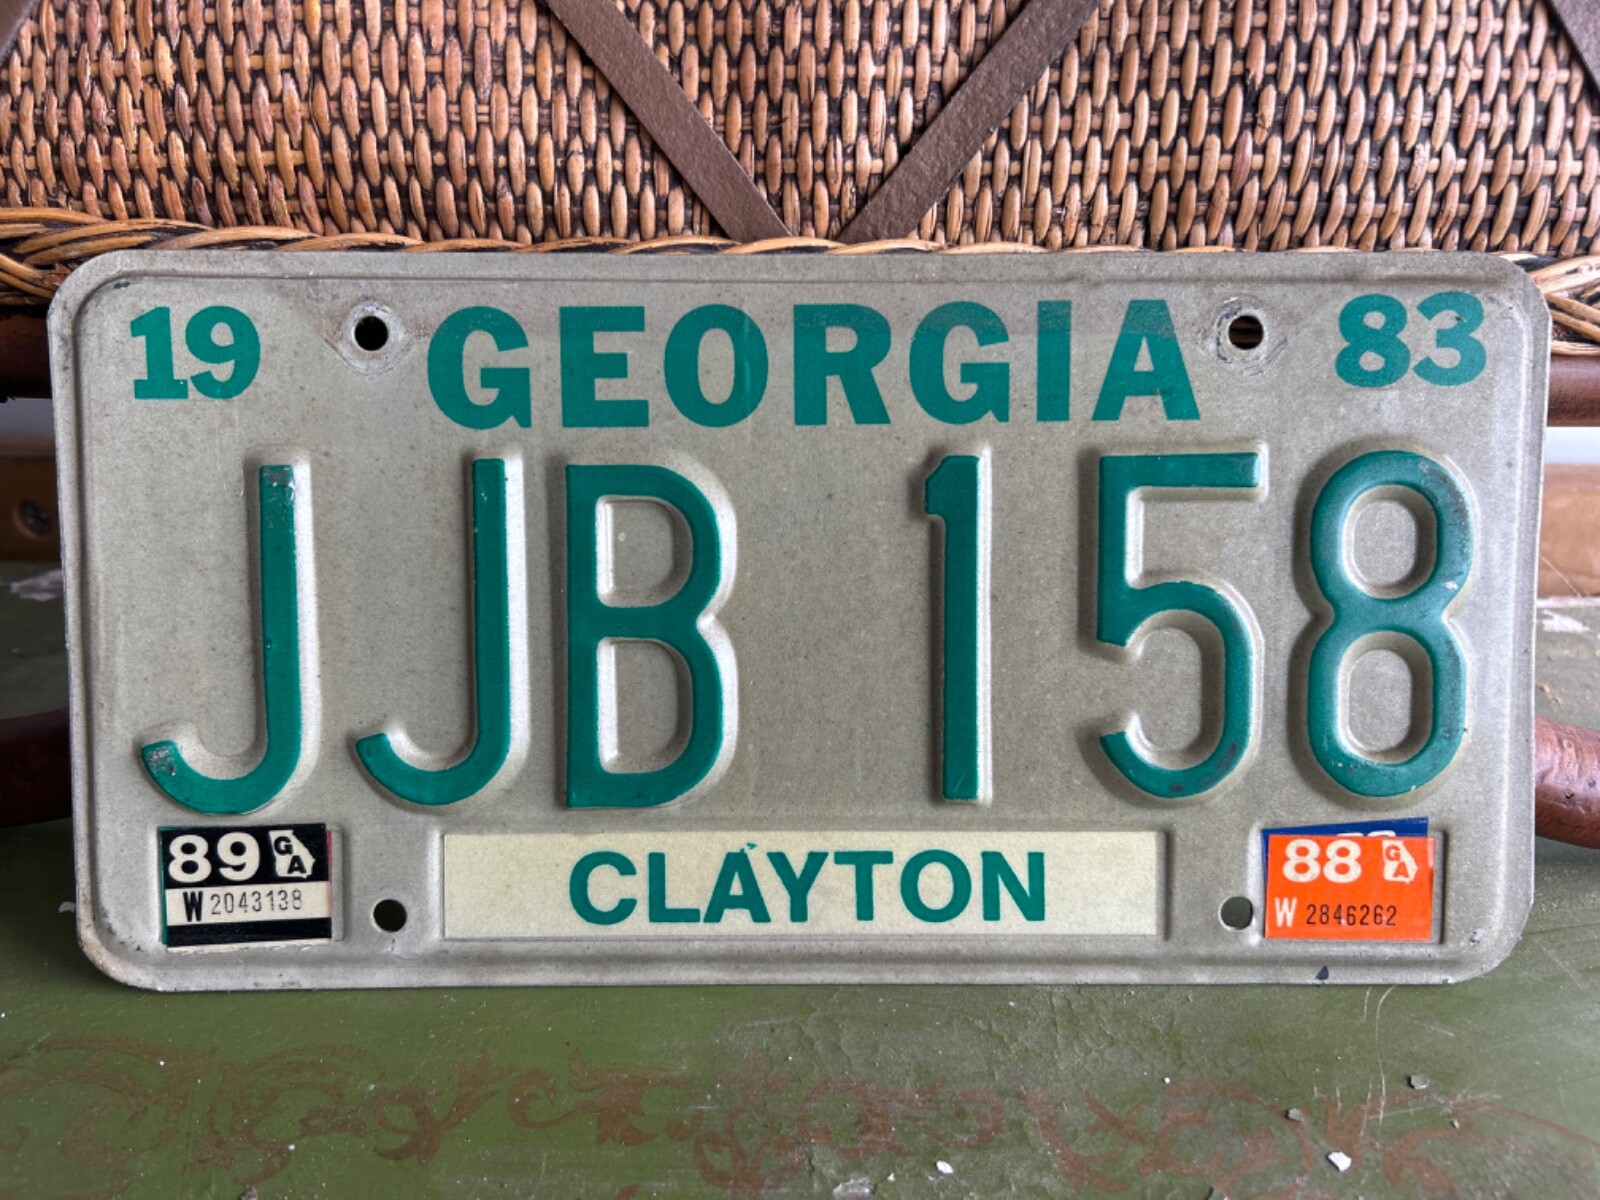 19 GEORGIA 83
JJB 158
89 GA
W 2043138
CLAYTON
88 GA
W 2846262